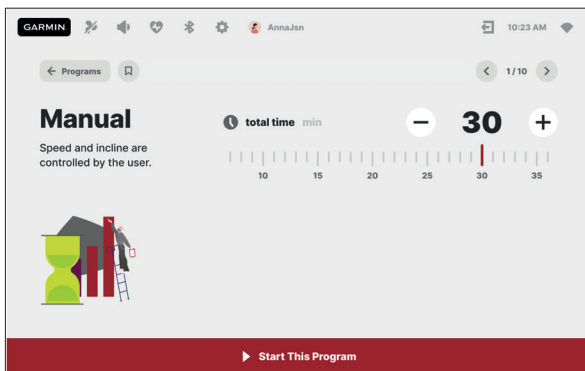 GARMIN.
AnnaJsn
10:23 AM
← Programs
1/10
Manual
Speed and incline are
controlled by the user.
total time min
30
10 15 20 25 30 35
Start This Program